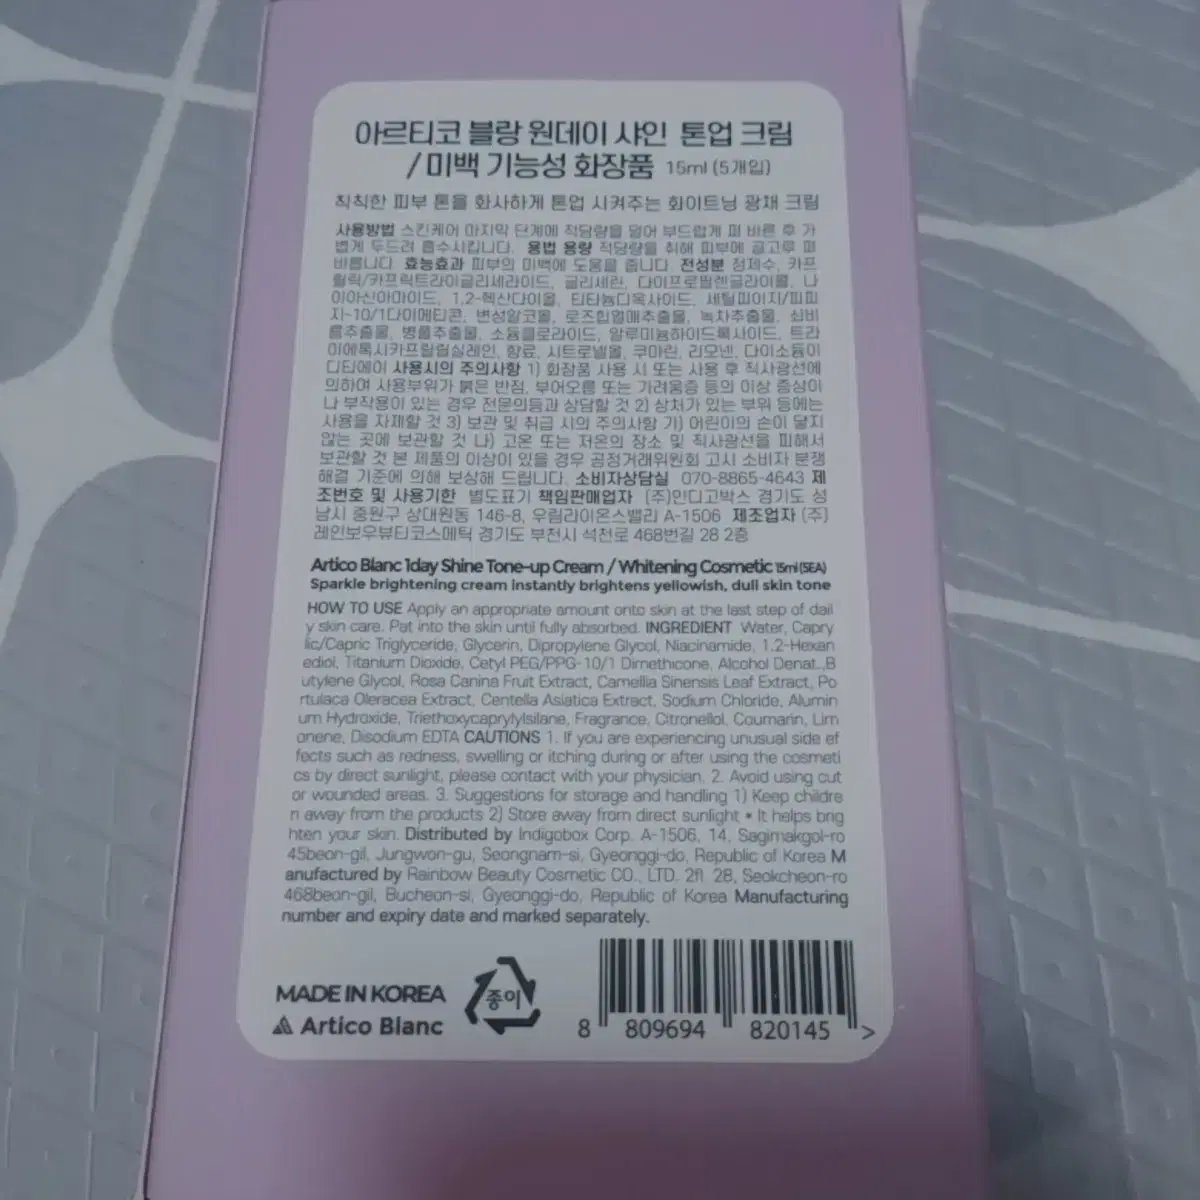 아르티코 블랑 원데이 샤인 톤업 크림
/ 미백 기능성 화장품 15ml (5개입)
칙칙한 피부 톤을 화사하게 톤업 시켜주는 화이트닝 광채 크림
사용방법 스킨케어 마지막 단계에 적당량을 덜어 부드럽게 펴 바른 후 가
볍게 두드려 흡수시킵니다. 용법 용량 적당량을 취해 피부에 골고루 펴
바릅니다. 효능효과 피부의 미백에 도움을 줍니다. 전성분 정제수, 카프
릴릭/카프릭트라이글리세라이드, 글리세린, 다이프로필렌글라이콜, 나
이아신아마이드, 1,2-헥산다이올, 티타늄디옥사이드, 세틸피이지/피피
지-10/1다이메티콘, 변성알코올, 로즈힙열매추출물, 녹차추출물, 쇠비
름추출물, 병풀추출물, 소듐클로라이드, 알루미늄하이드록사이드, 트라
이에톡시카프릴릴실레인, 향료, 시트로넬올, 쿠마린, 리모넨, 다이소듐이
디티에이 사용시의 주의사항 1) 화장품 사용 시 또는 사용 후 직사광선에
의하여 사용부위가 붉은 반점, 부어오름 또는 가려움증 등의 이상 증상이
나 부작용이 있는 경우 전문의등과 상담할 것 2) 상처가 있는 부위 등에는
사용을 자제할 것 3) 보관 및 취급 시의 주의사항 가) 어린이의 손이 닿지
않는 곳에 보관할 것 나) 고온 또는 저온의 장소 및 직사광선을 피해서
보관할 것 본 제품의 이상이 있을 경우 공정거래위원회 고시 소비자 분쟁
해결 기준에 의해 보상해 드립니다. 소비자상담실 070-8865-4643 제
조번호 및 사용기한 별도표기 책임판매업자 (주)인디고박스 경기도 성
남시 중원구 상대원동 146-8, 우림라이온스밸리 A-1506 제조업자 (주)
레인보우뷰티코스메틱 경기도 부천시 석천로 468번길 28 2층
Artico Blanc 1day Shine Tone-up Cream / Whitening Cosmetic 15ml (5EA)
Sparkle brightening cream instantly brightens yellowish, dull skin tone
HOW TO USE Apply an appropriate amount onto skin at the last step of dail
y skin care. Pat into the skin until fully absorbed. INGREDIENT Water, Capry
lic/Capric Triglyceride, Glycerin, Dipropylene Glycol, Niacinamide, 1,2-Hexan
ediol, Titanium Dioxide, Cetyl PEG/PPG-10/1 Dimethicone, Alcohol Denat.,B
utylene Glycol, Rosa Canina Fruit Extract, Camellia Sinensis Leaf Extract, Po
rtulaca Oleracea Extract, Centella Asiatica Extract, Sodium Chloride, Alumin
um Hydroxide, Triethoxycaprylylsilane, Fragrance, Citronellol, Coumarin, Lim
onene, Disodium EDTA CAUTIONS 1. If you are experiencing unusual side ef
fects such as redness, swelling or itching during or after using the cosmeti
cs by direct sunlight, please contact with your physician. 2. Avoid using cut
or wounded areas. 3. Suggestions for storage and handling 1) Keep childre
n away from the products 2) Store away from direct sunlight * It helps brig
hten your skin. Distributed by Indigobox Corp. A-1506, 14, Sagimakgol-ro
45beon-gil, Jungwon-gu, Seongnam-si, Gyeonggi-do, Republic of Korea M
anufactured by Rainbow Beauty Cosmetic CO., LTD. 2fl. 28, Seokcheon-ro
468beon-gil, Bucheon-si, Gyeonggi-do, Republic of Korea Manufacturing
number and expiry date and marked separately.
MADE IN KOREA
Artico Blanc
종이
8 809694 820145 >